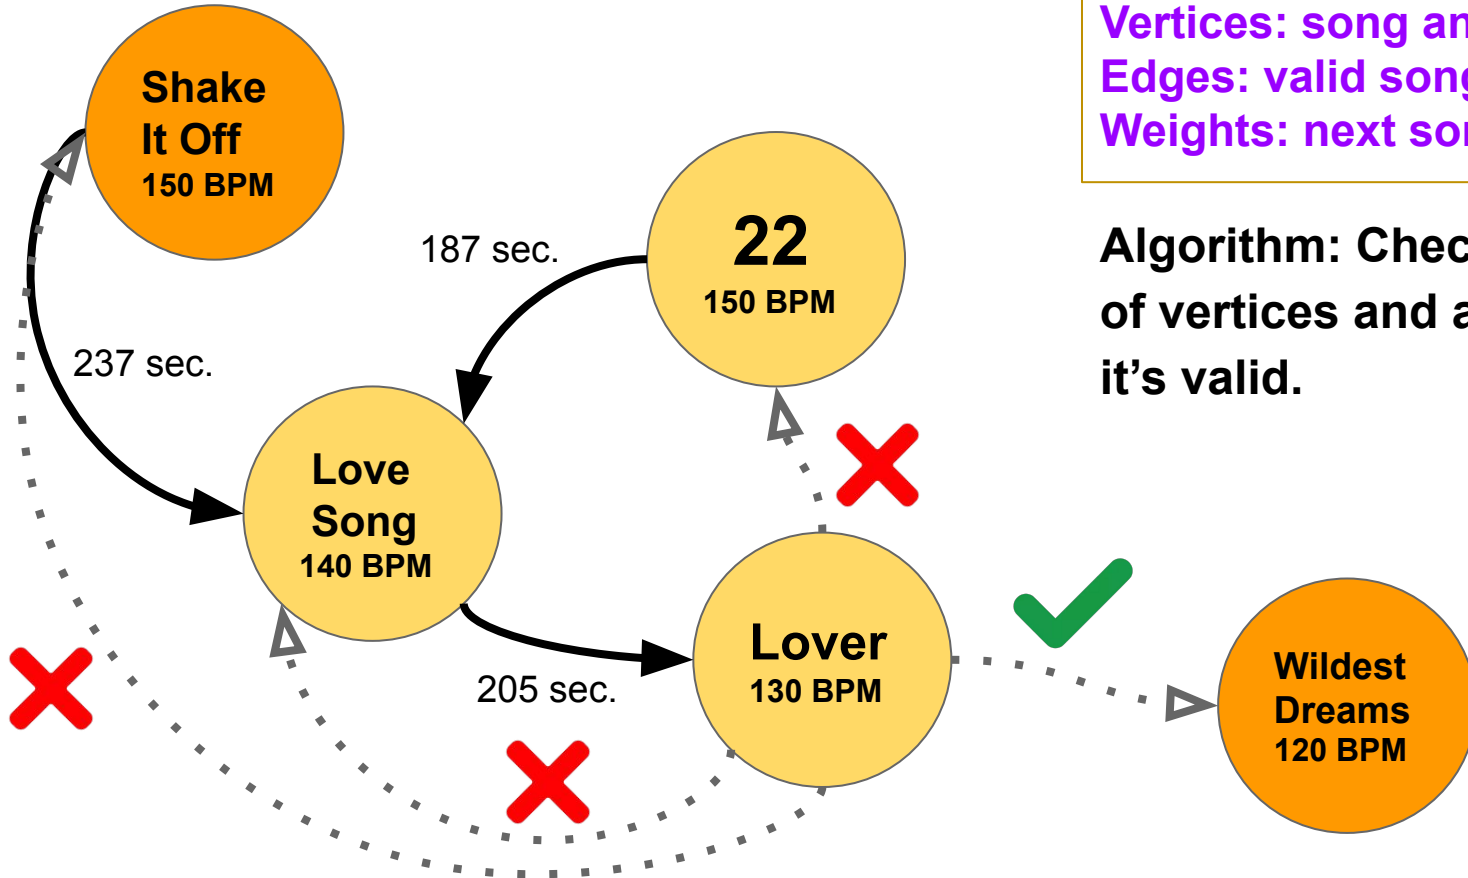 Shake
It Off
150 BPM
22
150 BPM
187 sec.
237 sec.
Love
Song
140 BPM
205 sec.
Lover
130 BPM
Wildest
Dreams
120 BPM
Vertices: song an
Edges: valid song
Weights: next so
Algorithm: Chec
of vertices and a
it's valid.